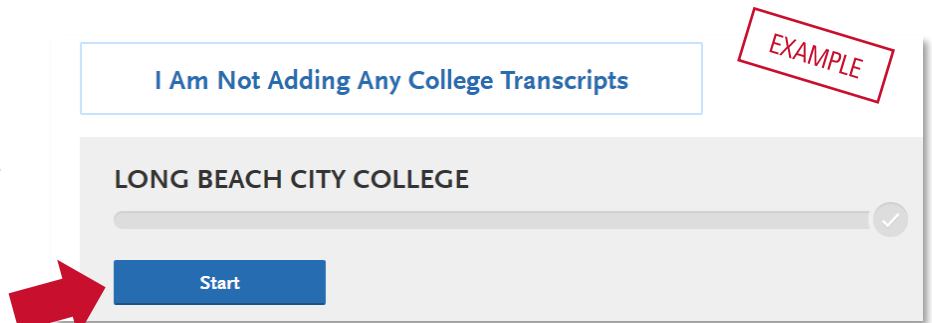 I Am Not Adding Any College Transcripts
EXAMPLE
LONG BEACH CITY COLLEGE
Start